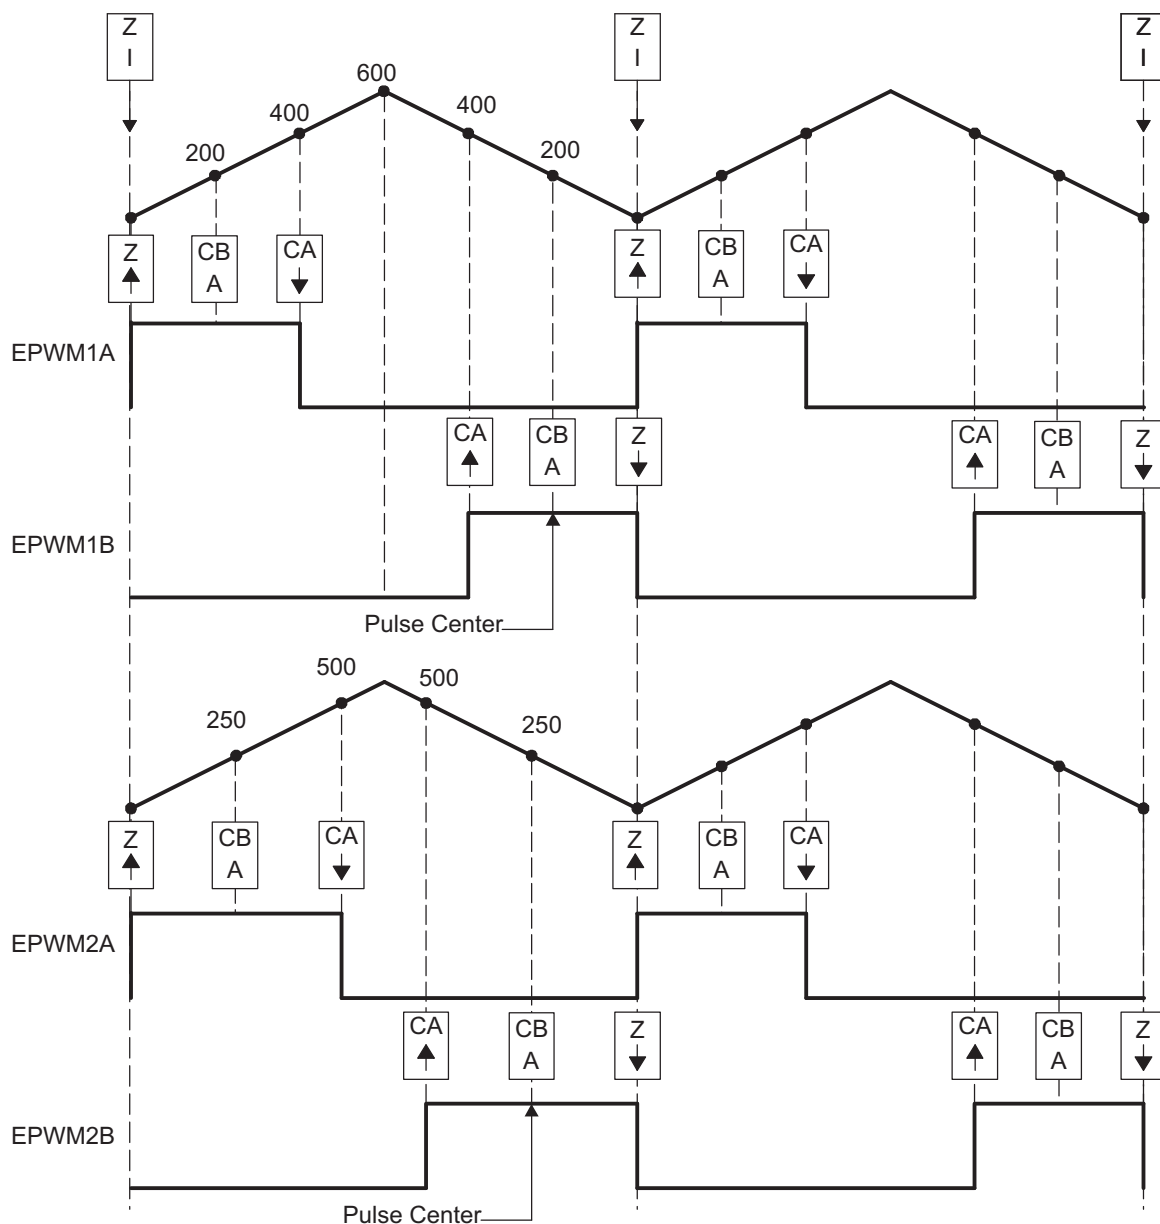 Z Z Z
I I I
600
400 400
200 200
Z CB CA Z CB CA
A A
EPWM1A
CA CB Z CA CB Z
A A
EPWM1B
Pulse Center
500 500
250 250
Z CB CA Z CB CA
A A
EPWM2A
CA CB Z CA CB Z
A A
EPWM2B
Pulse Center